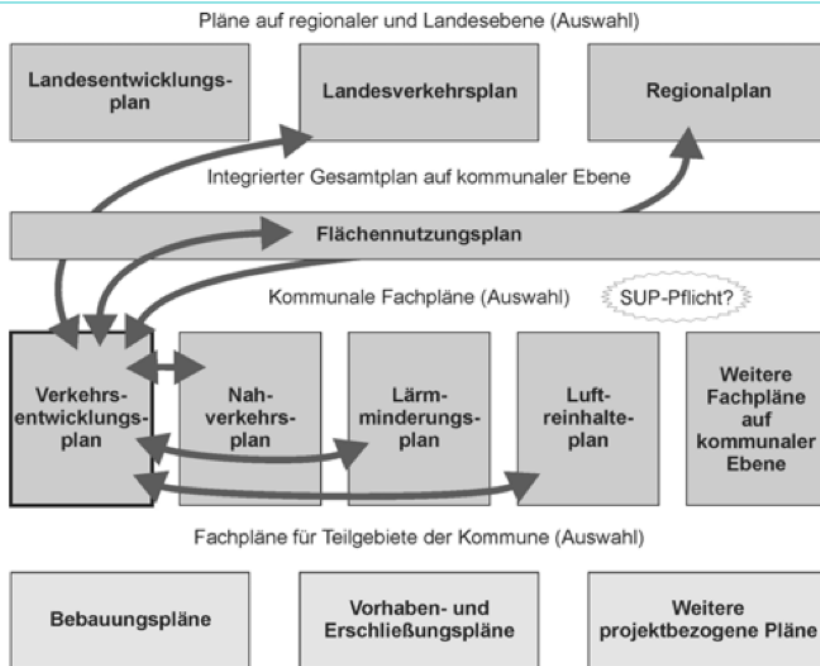 Pläne auf regionaler und Landesebene (Auswahl)
Landesentwicklungs-
plan
Landesverkehrsplan
Regionalplan
Integrierter Gesamtplan auf kommunaler Ebene
Flächennutzungsplan
Kommunale Fachpläne (Auswahl)
SUP-Pflicht?
Verkehrs-
entwicklungs-
plan
Nah-
verkehrs-
plan
Lärm-
minderungs-
plan
Luft-
reinhalte-
plan
Weitere
Fachpläne
auf
kommunaler
Ebene
Fachpläne für Teilgebiete der Kommune (Auswahl)
Bebauungspläne
Vorhaben- und
Erschließungspläne
Weitere
projektbezogene Pläne